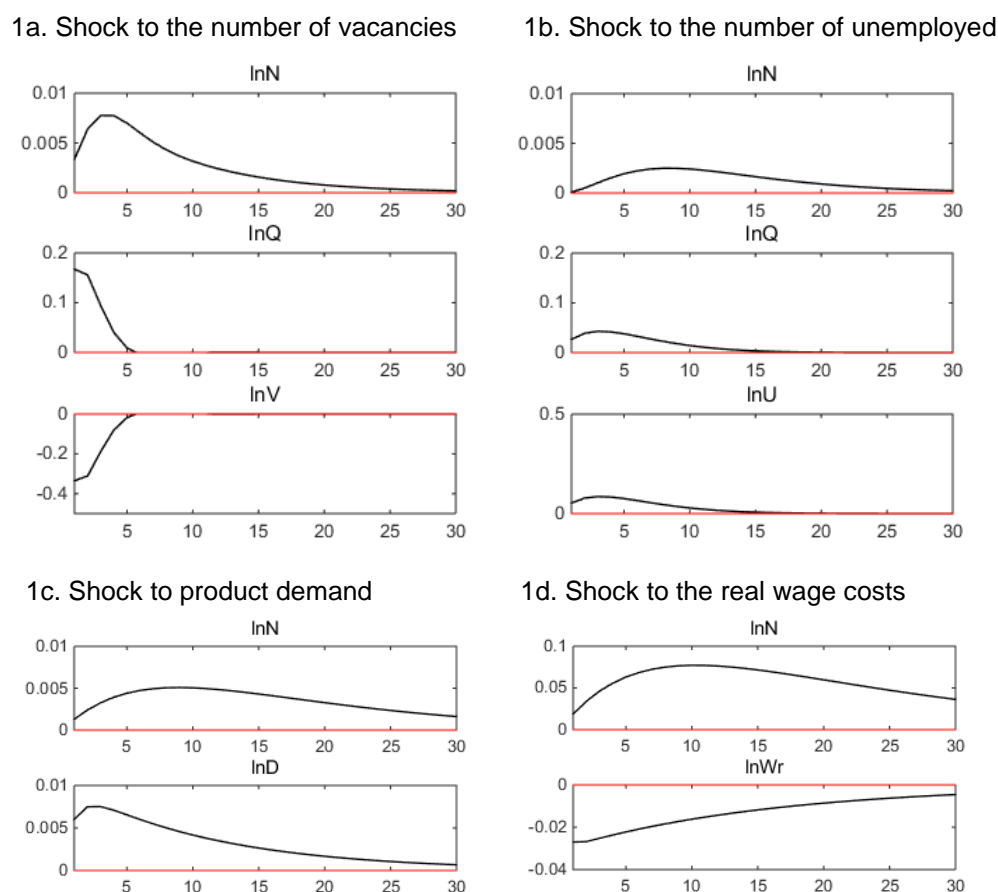 1a. Shock to the number of vacancies
lnN
0.01
0.005
0
5 10 15 20 25 30
lnQ
0.2
0.1
0
5 10 15 20 25 30
lnV
0
-0.2
-0.4
5 10 15 20 25 30
1b. Shock to the number of unemployed
lnN
0.01
0.005
0
5 10 15 20 25 30
lnQ
0.2
0.1
0
5 10 15 20 25 30
lnU
0.5
0
5 10 15 20 25 30
1c. Shock to product demand
lnN
0.01
0.005
0
5 10 15 20 25 30
lnD
0.01
0.005
0
5 10 15 20 25 30
1d. Shock to the real wage costs
lnN
0.1
0.05
0
5 10 15 20 25 30
lnWr
0
-0.02
-0.04
5 10 15 20 25 30